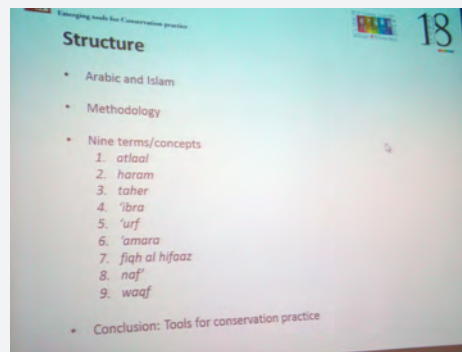 Emerging tools for Conservation practice
18
Structure
• Arabic and Islam
• Methodology
• Nine terms/concepts
1. atlaal
2. haram
3. taher
4. 'ibra
5. 'urf
6. 'amara
7. fiqh al hifaaz
8. naf'
9. waqf
• Conclusion: Tools for conservation practice